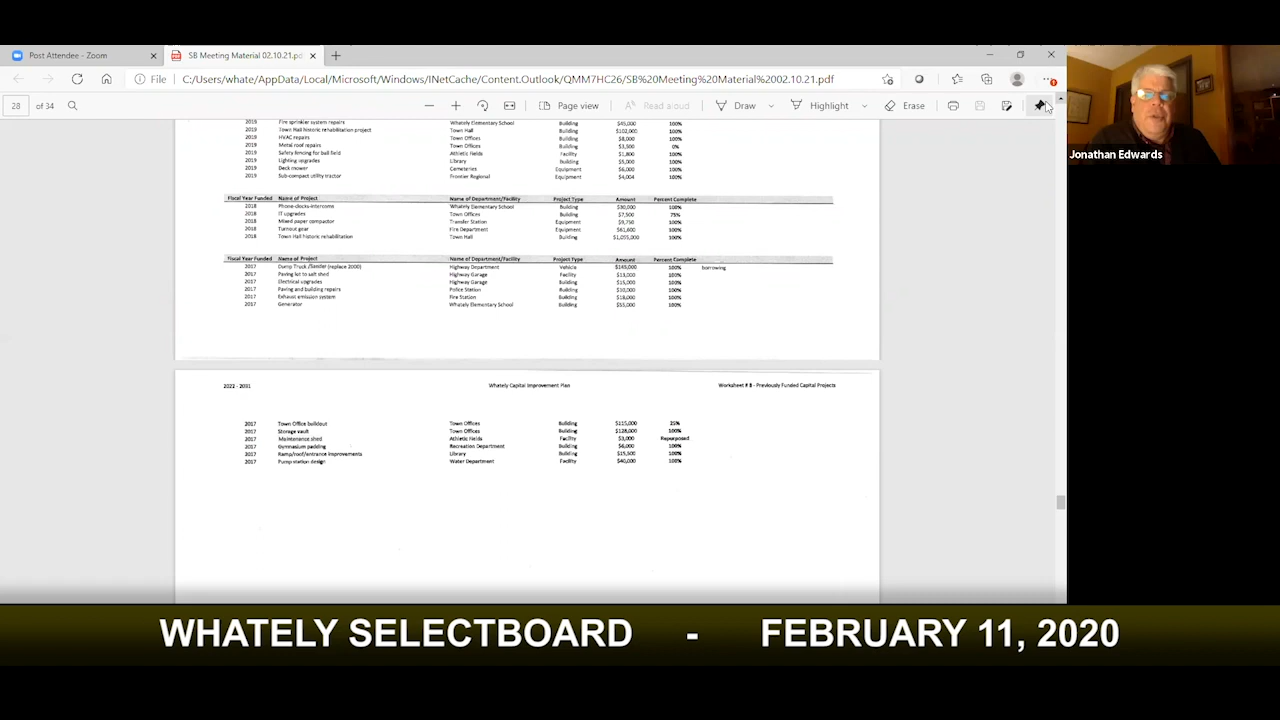 Post Attendee - Zoom
SB Meeting Material 02.10.21.pd
File C:/Users/whate/AppData/Local/Microsoft/Windows/INetCache/Content.Outlook/QMM7HC26/SB%20Meeting%20Material%2002.10.21.pdf
28 of 34 Page view Read aloud Draw Highlight Erase
Jonathan Edwards
2019 Fire sprinkler system repairs Whately Elementary School Building $45,000 100%
2019 Town Hall historic rehabilitation project Town Hall Building $102,000 100%
2019 HVAC repairs Town Offices Building $8,000 100%
2019 Metal roof repairs Town Offices Building $3,500 0%
2019 Safety fencing for ball field Athletic Fields Facility $1,800 100%
2019 Lighting upgrades Library Building $5,000 100%
2019 Deck mower Cemeteries Equipment $6,000 100%
2019 Sub-compact utility tractor Frontier Regional Equipment $4,004 100%
Fiscal Year Funded Name of Project Name of Department/Facility Project Type Amount Percent Complete
2018 Phone-clocks-intercoms Whately Elementary School Building $30,000 100%
2018 IT upgrades Town Offices Building $7,500 75%
2018 Mixed paper compactor Transfer Station Equipment $9,750 100%
2018 Turnout gear Fire Department Equipment $61,600 100%
2018 Town Hall historic rehabilitation Town Hall Building $1,055,000 100%
Fiscal Year Funded Name of Project Name of Department/Facility Project Type Amount Percent Complete
2017 Dump Truck /Sander (replace 2000) Highway Department Vehicle $149,000 100% borrowing
2017 Paving lot to salt shed Highway Garage Facility $13,000 100%
2017 Electrical upgrades Highway Garage Building $15,000 100%
2017 Paving and building repairs Police Station Building $10,000 100%
2017 Exhaust emission system Fire Station Building $18,000 100%
2017 Generator Whately Elementary School Building $55,000 100%
2022 - 2031 Whately Capital Improvement Plan Worksheet # 8 - Previously Funded Capital Projects
2017 Town Office buildout Town Offices Building $115,000 25%
2017 Storage vault Town Offices Building $128,000 100%
2017 Maintenance shed Athletic Fields Facility $3,000 Repurposed
2017 Gymnasium padding Recreation Department Building $6,000 100%
2017 Ramp/roof/entrance improvements Library Building $15,500 100%
2017 Pump station design Water Department Facility $40,000 100%
WHATELY SELECTBOARD - FEBRUARY 11, 2020